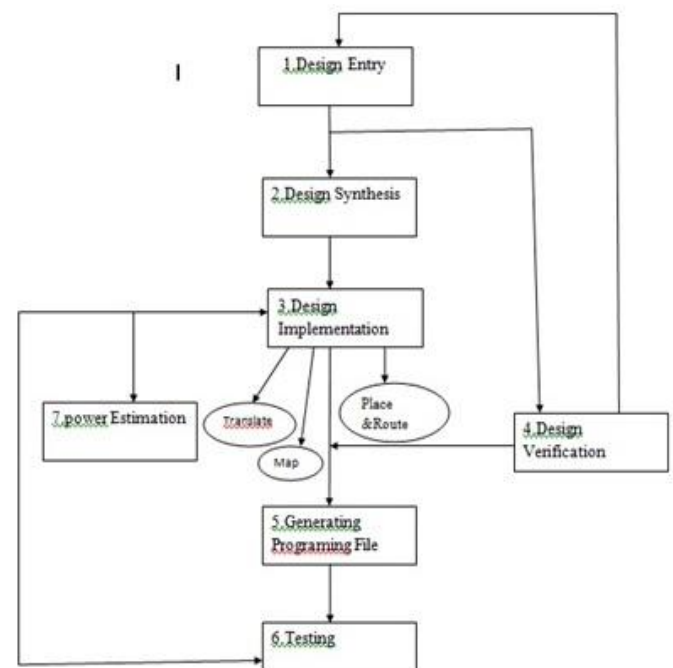 I
1.Design Entry
2.Design Synthesis
3.Design
Implementation
Translate
Map
Place
&Route
7.power Estimation
4.Design
Verification
5.Generating
Programing File
6.Testing